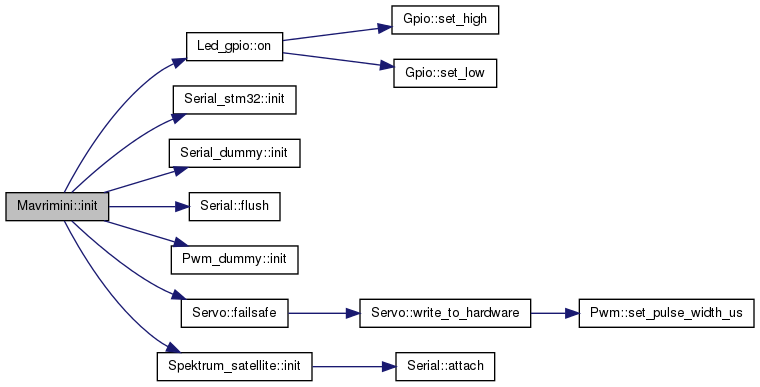 Gpio::set_high
Led_gpio::on
Gpio::set_low
Serial_stm32::init
Serial_dummy::init
Mavrimini::init
Serial::flush
Pwm_dummy::init
Servo::failsafe
Servo::write_to_hardware
Pwm::set_pulse_width_us
Spektrum_satellite::init
Serial::attach